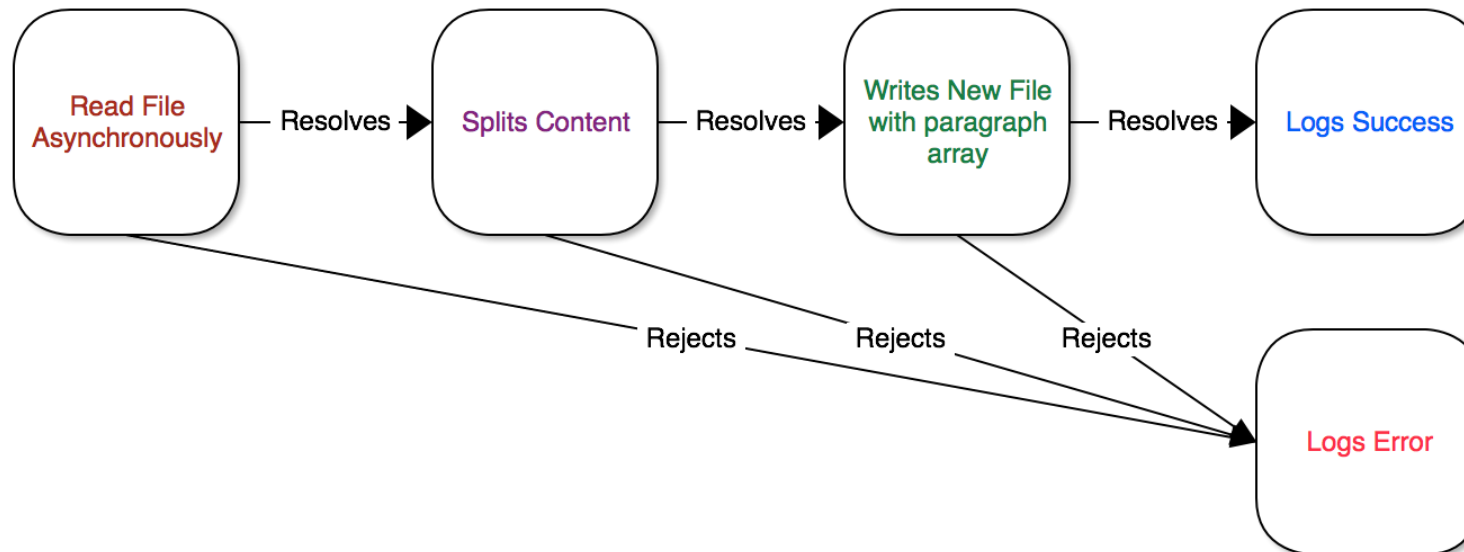 Read File
Asynchronously
Resolves
Splits Content
Resolves
Writes New File
with paragraph
array
Resolves
Logs Success
Rejects
Rejects
Rejects
Logs Error